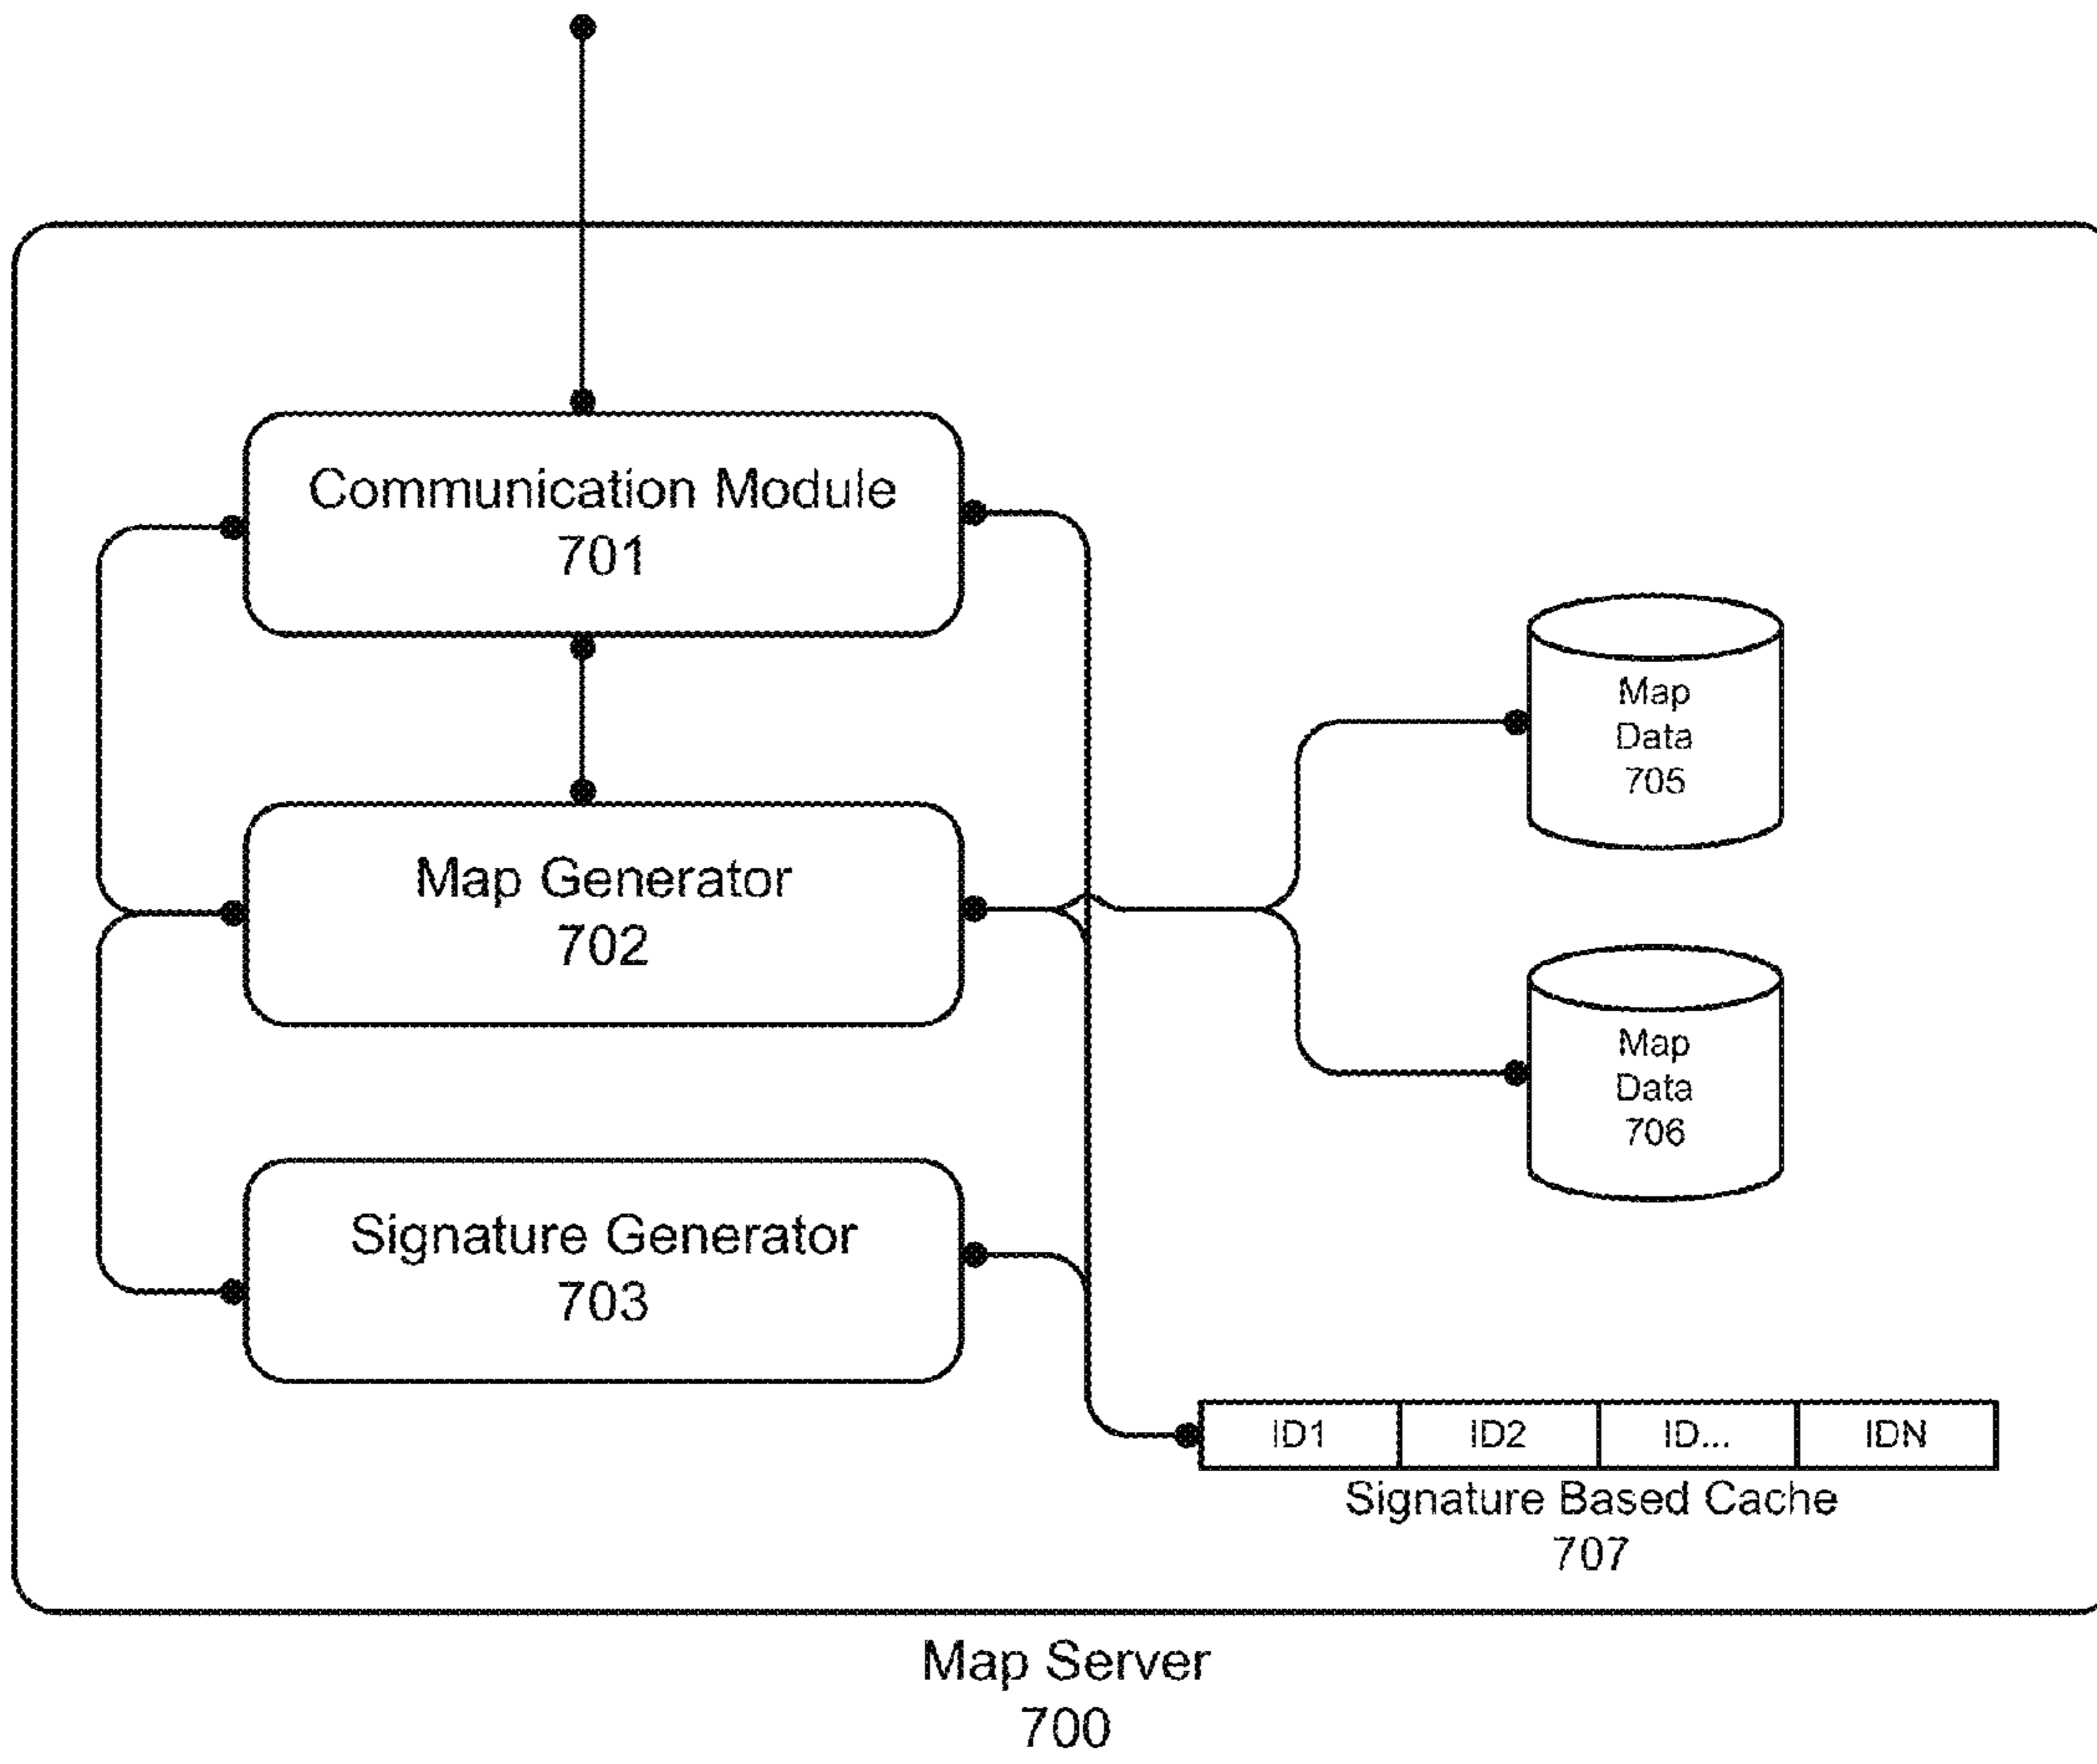 Communication Module
701
Map
Data
705
Map Generator
702
Map
Data
706
Signature Generator
703
ID1 ID2 ID... IDN
Signature Based Cache
707
Map Server
700